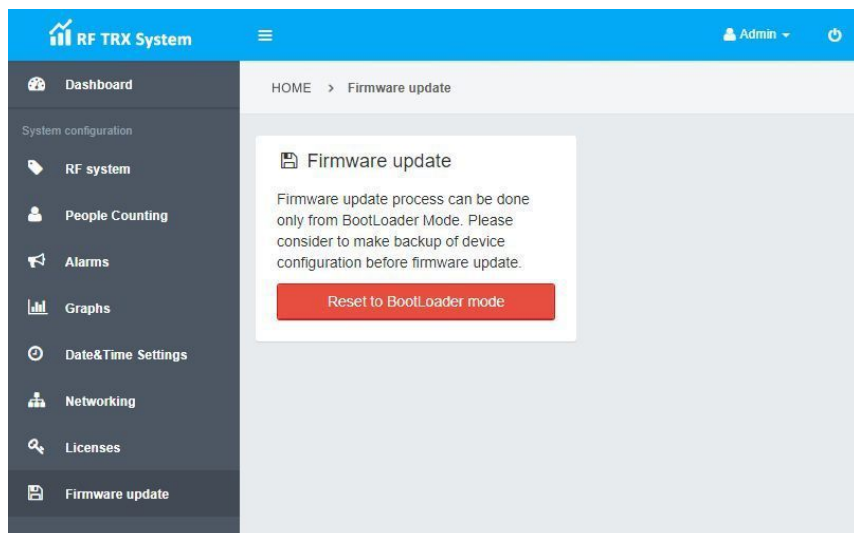 RF TRX System
Admin
Dashboard
HOME > Firmware update
System configuration
RF system
People Counting
Alarms
Graphs
Date&Time Settings
Networking
Licenses
Firmware update
Firmware update
Firmware update process can be done
only from BootLoader Mode. Please
consider to make backup of device
configuration before firmware update.
Reset to BootLoader mode